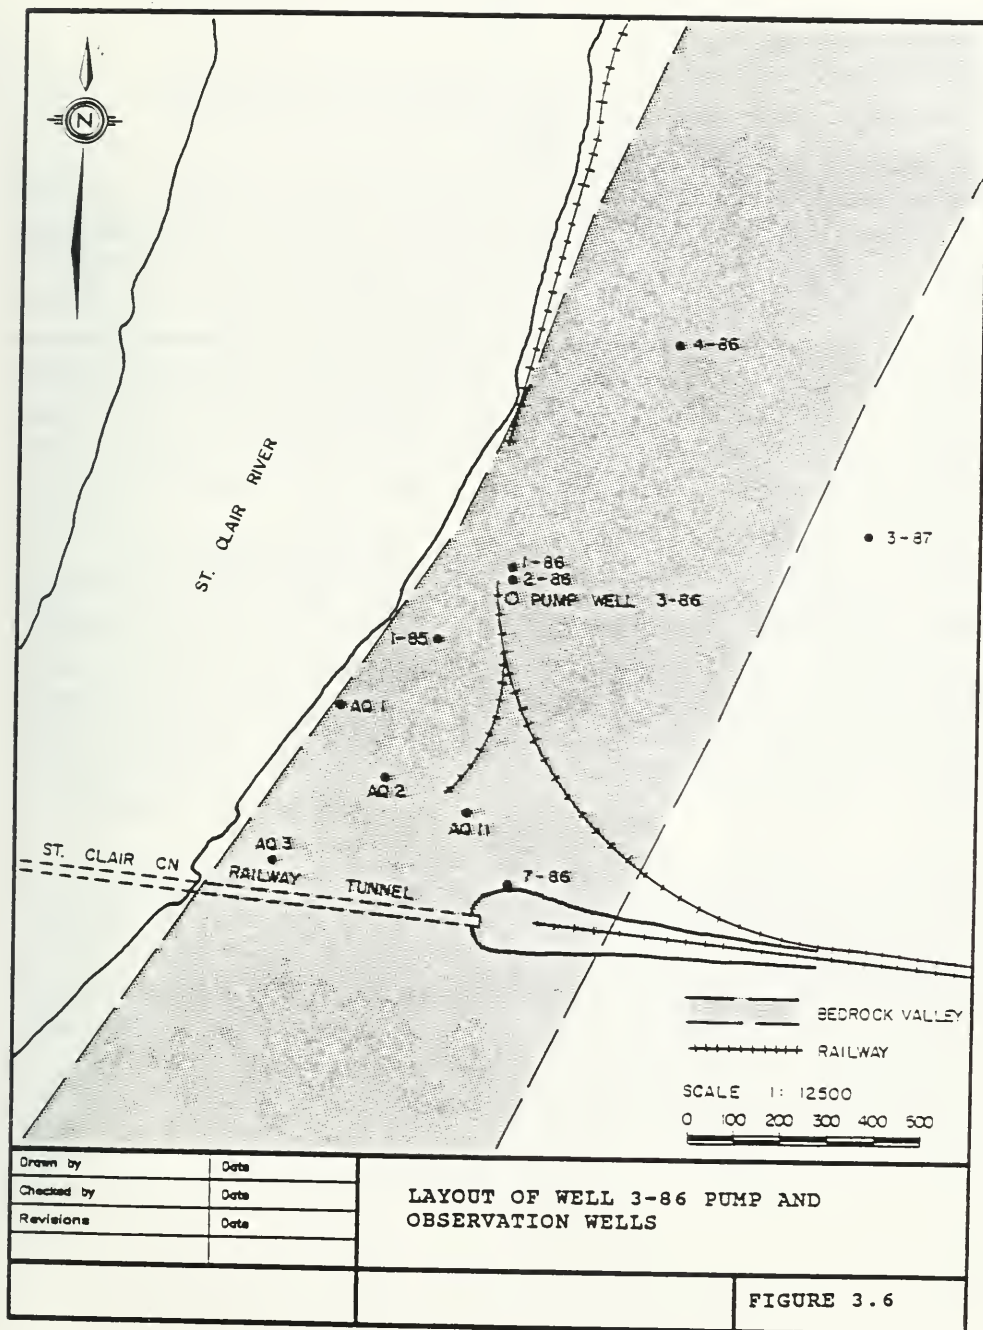 N
4-86
3-87
ST. CLAIR RIVER
1-86
2-86
PUMP WELL 3-86
1-85
AQ.1
AQ.2
AQ.11
AQ.3
ST. CLAIR CN RAILWAY TUNNEL
7-86
BEDROCK VALLEY
RAILWAY
SCALE 1: 12500
0 100 200 300 400 500
Drawn by Date
Checked by Date
Revisions Date
LAYOUT OF WELL 3-86 PUMP AND
OBSERVATION WELLS
FIGURE 3.6